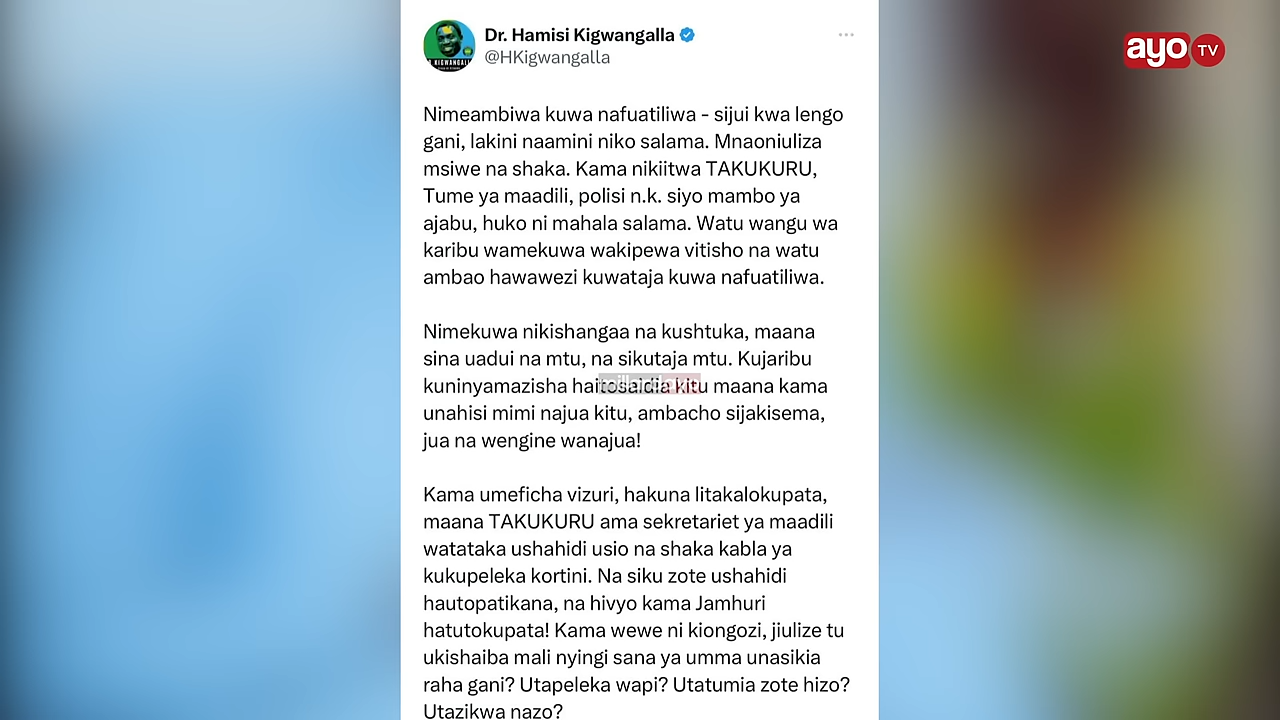 Dr. Hamisi Kigwangalla
@HKigwangalla
ayo TV
Nimeambiwa kuwa nafuatiliwa - sijui kwa lengo
gani, lakini naamini niko salama. Mnaoniuliza
msiwe na shaka. Kama nikiitwa TAKUKURU,
Tume ya maadili, polisi n.k. siyo mambo ya
ajabu, huko ni mahala salama. Watu wangu wa
karibu wamekuwa wakipewa vitisho na watu
ambao hawawezi kuwataja kuwa nafuatiliwa.
Nimekuwa nikishangaa na kushtuka, maana
sina uadui na mtu, na sikutaja mtu. Kujaribu
kuninyamazisha kitu maana kama
unahisi mimi najua kitu, ambacho sijakisema,
jua na wengine wanajua!
Kama umeficha vizuri, hakuna litakalokupata,
maana TAKUKURU ama sekretariet ya maadili
watataka ushahidi usio na shaka kabla ya
kukupeleka kortini. Na siku zote ushahidi
hautopatikana, na hivyo kama Jamhuri
hatutokupata! Kama wewe ni kiongozi, jiulize tu
ukishaiba mali nyingi sana ya umma unasikia
raha gani? Utapeleka wapi? Utatumia zote hizo?
Utazikwa nazo?